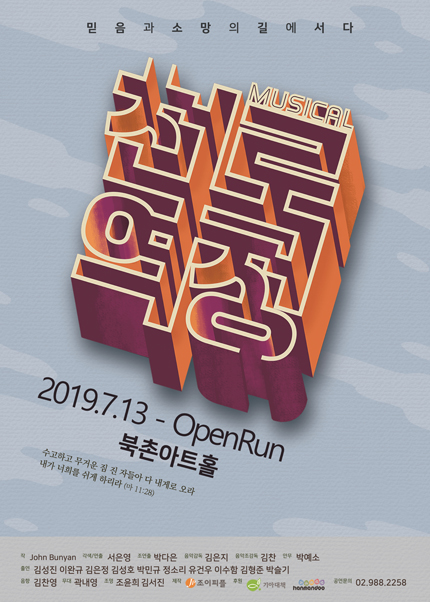 믿음과소망의길에서다
MUSICAL
천로
역정
2019.7.13 - OpenRun
북촌아트홀
수고하고 무거운 짐 진 자들아 다 내게로 오라
내가 너희를 쉬게 하리라 (마 11:28)
작 John Bunyan 각색/연출 서은영 조연출 박다은 음악감독 김은지 음악조감독 김찬 안무 박예소
출연 김성진 이완규 김은정 김성호 박민규 정소리 유건우 이수함 김형준 박슬기
음향 김찬영 무대 곽내영 조명 조윤희 김서진 제작 조이피플 후원 기아대책 hanmandoo 공연문의 02.988.2258